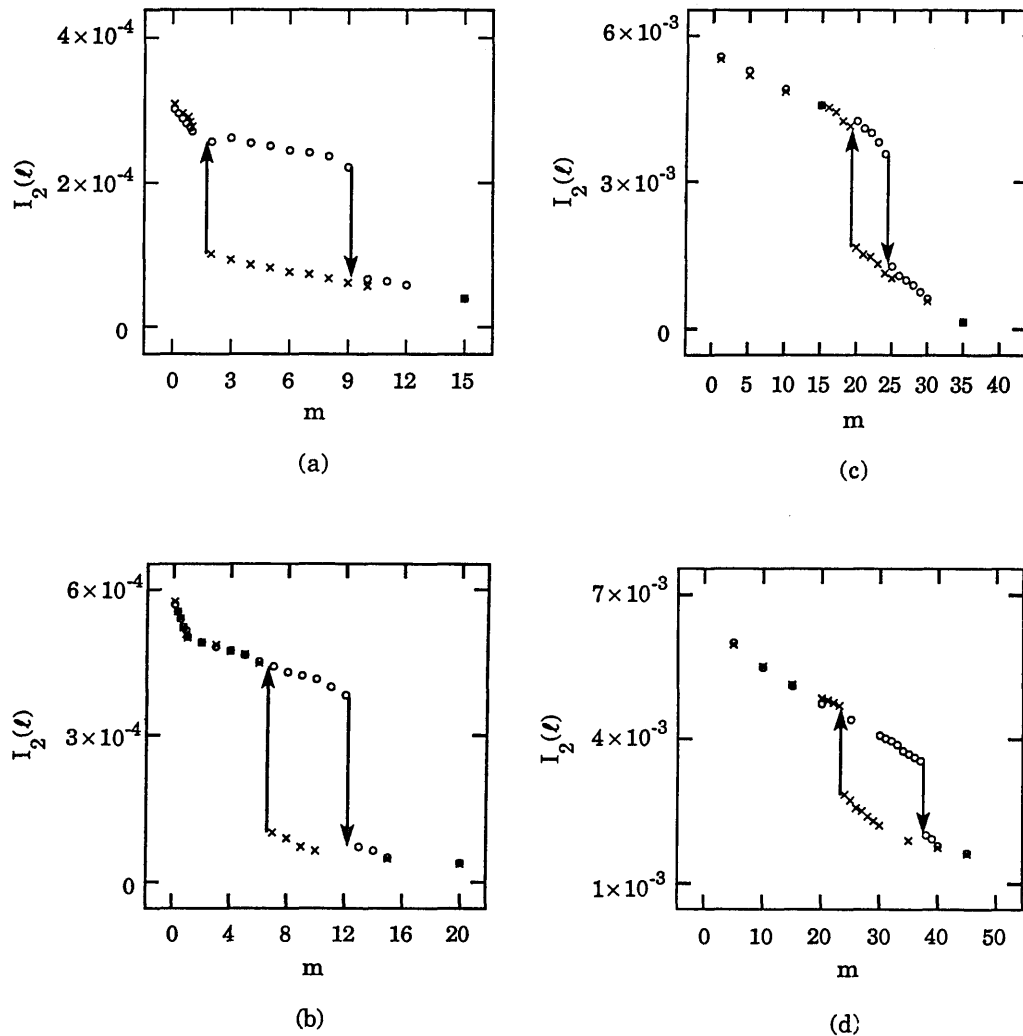 4×10⁻⁴
2×10⁻⁴
0
I₂(ℓ)
0 3 6 9 12 15
m
(a)
6×10⁻³
3×10⁻³
0
I₂(ℓ)
0 5 10 15 20 25 30 35 40
m
(c)
6×10⁻⁴
3×10⁻⁴
0
I₂(ℓ)
0 4 8 12 16 20
m
(b)
7×10⁻³
4×10⁻³
1×10⁻³
I₂(ℓ)
0 10 20 30 40 50
m
(d)